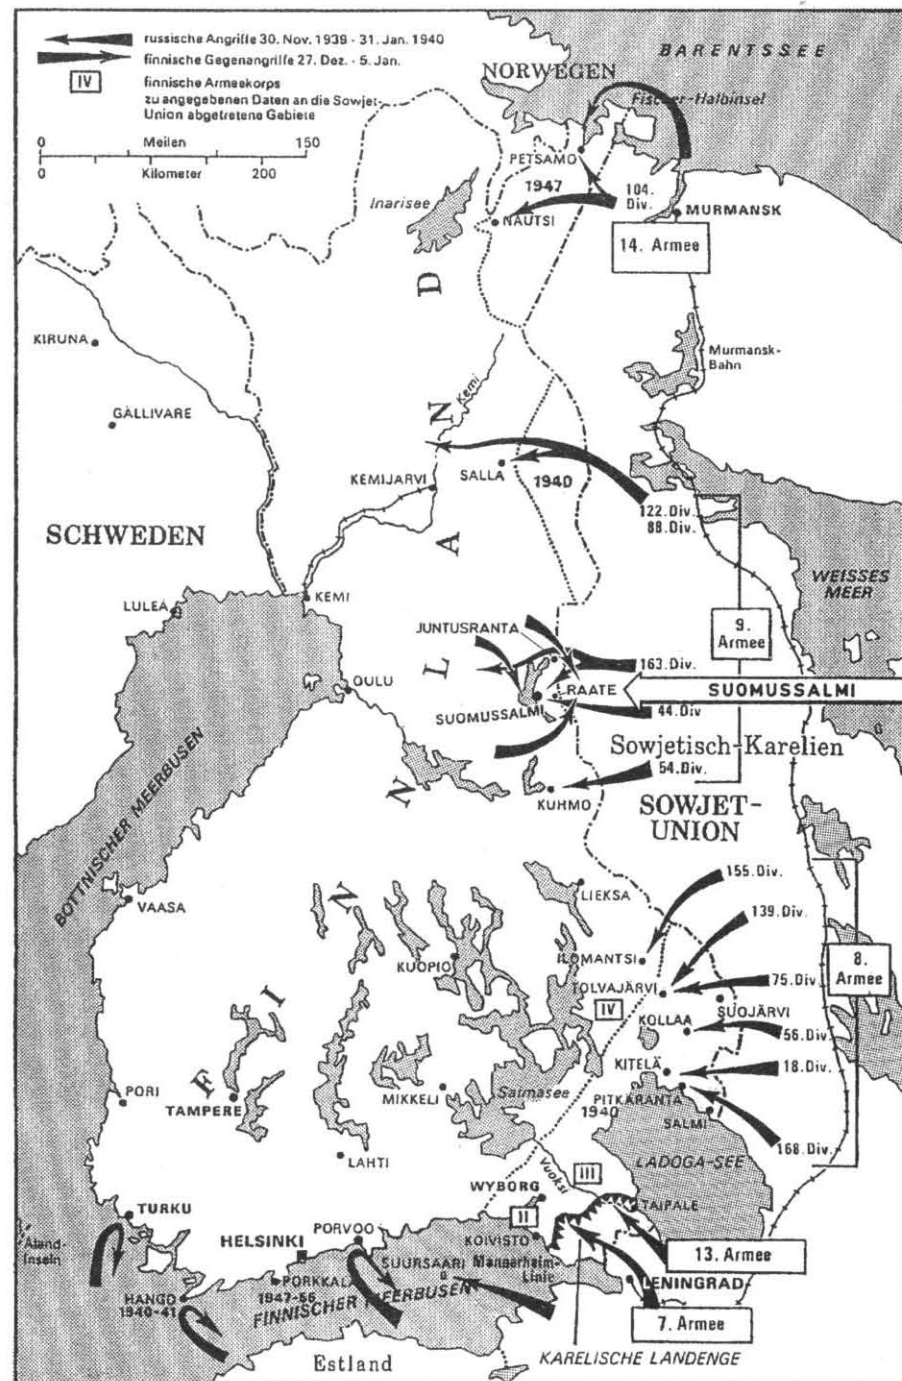 russische Angriffe 30. Nov. 1939 - 31. Jan. 1940
finnische Gegenangriffe 27. Dez. - 5. Jan.
IV
finnische Armeekorps
zu angegebenen Daten an die Sowjet-
Union abgetretene Gebiete
0 Meilen 150
0 Kilometer 200
BARENTSSEE
NORWEGEN
Fischer-Halbinsel
PETSAMO
1947
104.
Div.
Inarisee
NAUTSI
MURMANSK
14. Armee
D
KIRUNA
Murmansk-
Bahn
Kemi
GÄLLIVARE
N
KEMIJARVI
SALLA
1940
122. Div.
88. Div.
SCHWEDEN
A
WEISSES
MEER
LULEÅ
KEMI
9.
Armee
JUNTUSRANTA
L
163. Div.
OULU
RAATE
SUOMUSSALMI
SUOMUSSALMI
44. Div
Sowjetisch-Karelien
54. Div.
KUHMO
N
SOWJET-
UNION
BOTTNISCHER MEERBUSEN
155. Div.
LIEKSA
VAASA
N
139. Div.
KUOPIO
ILOMANTSI
8.
Armee
TOLVAJÄRVI
75. Div.
IV
SUOJÄRVI
KOLLAA
I
56. Div.
KITELÄ
18. Div.
F
PORI
TAMPERE
MIKKELI
Saimasee
PITKÄRANTA
1940
SALMI
168. Div.
LAHTI
LADOGA-SEE
Vuoksi
III
WYBORG
TAIPALE
TURKU
II
HELSINKI
PORVOO
KOIVISTO
13. Armee
Åland-
Inseln
SUURSAARI
Mannerheim-
Linie
PORKKALA
1947-56
LENINGRAD
HANGÖ
1940-41
FINNISCHER MEERBUSEN
7. Armee
Estland
KARELISCHE LANDENGE